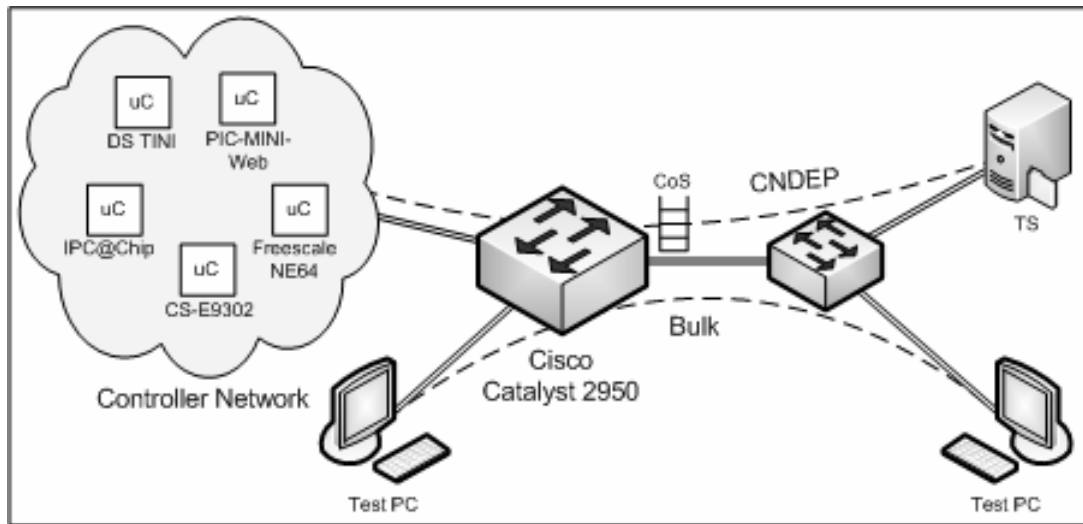 uC
DS TINI
uC
PIC-MINI-
Web
uC
IPC@Chip
uC
Freescale
NE64
uC
CS-E9302
Controller Network
CoS
CNDEP
TS
Bulk
Cisco
Catalyst 2950
Test PC
Test PC